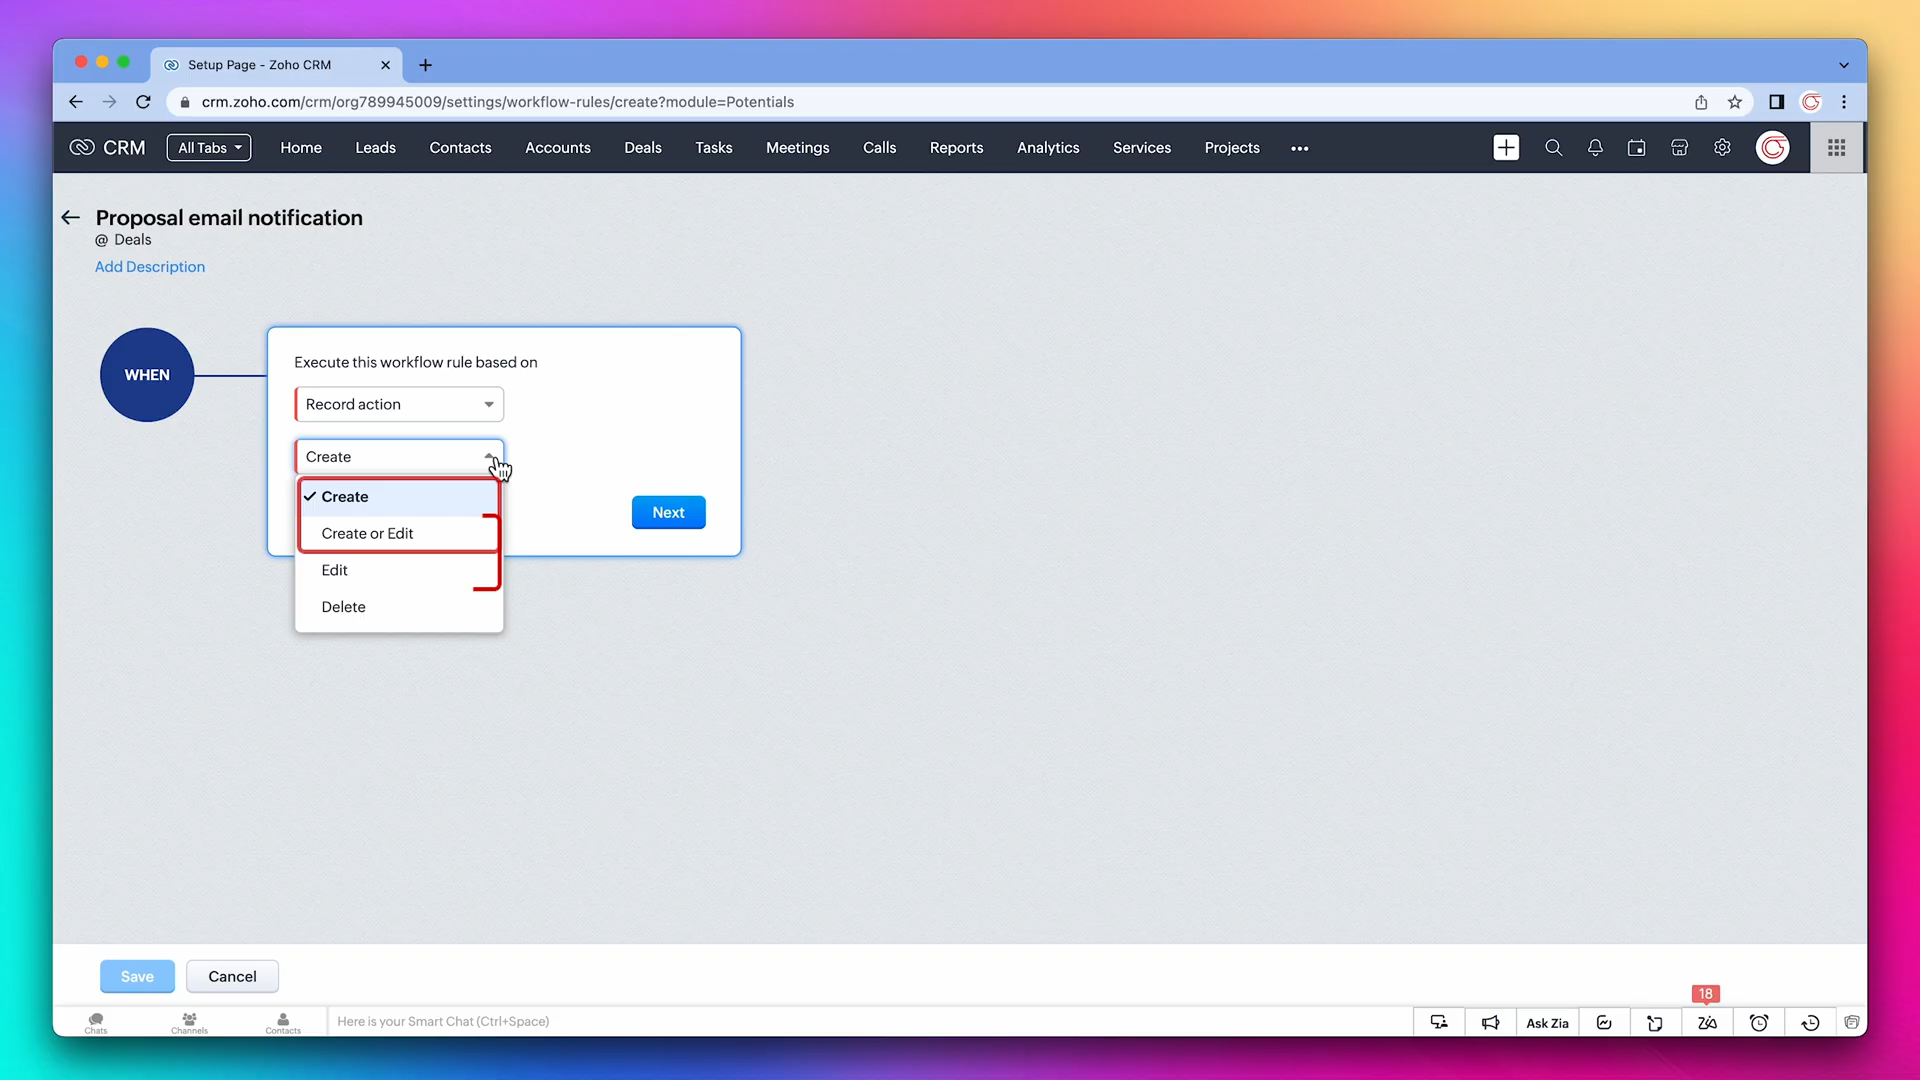 Setup Page - Zoho CRM
crm.zoho.com/crm/org789945009/settings/workflow-rules/create?module=Potentials
CRM All Tabs Home Leads Contacts Accounts Deals Tasks Meetings Calls Reports Analytics Services Projects •••
Proposal email notification
@ Deals
Add Description
WHEN
Execute this workflow rule based on
Record action
Create
✓ Create
Create or Edit
Edit
Delete
Next
Save Cancel
18
Chats Channels Contacts Here is your Smart Chat (Ctrl+Space) Ask Zia